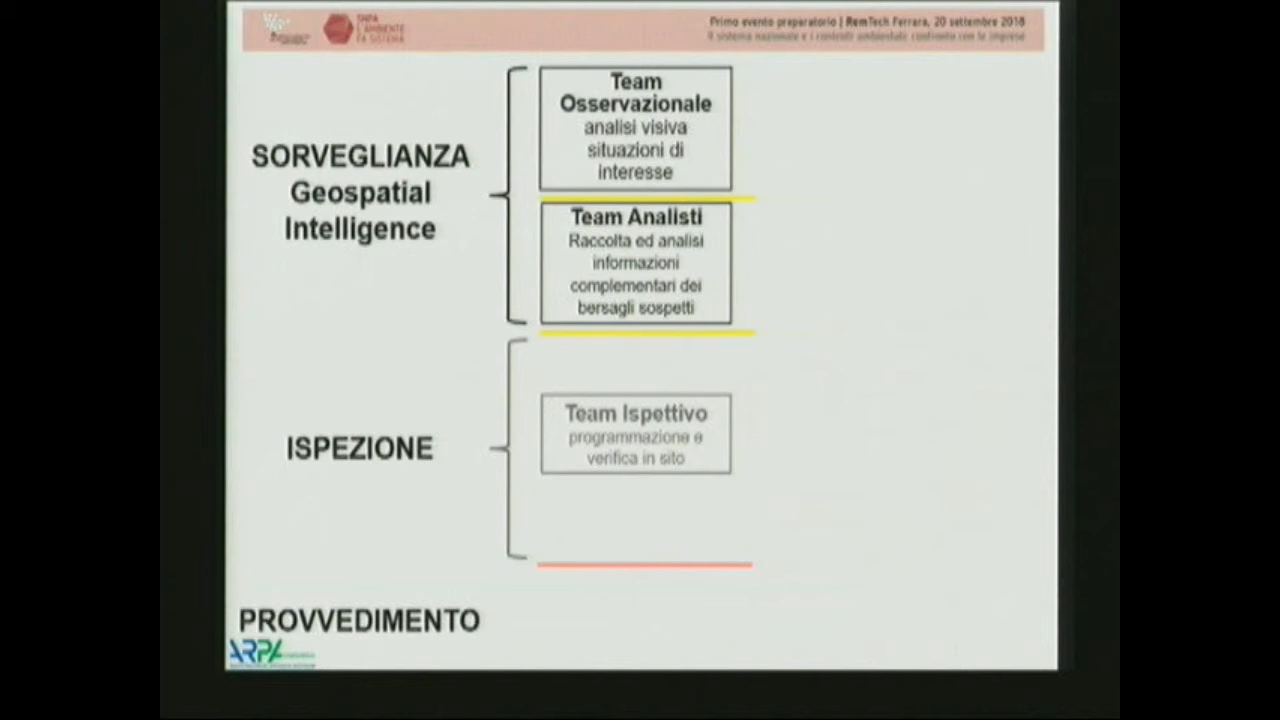 SNPA
L'AMBIENTE
FA SISTEMA
Primo evento preparatorio | RemTech Ferrara, 20 settembre 2018
Il sistema nazionale e i controlli ambientali: confronto con le imprese
SORVEGLIANZA
Geospatial
Intelligence
Team
Osservazionale
analisi visiva
situazioni di
interesse
Team Analisti
Raccolta ed analisi
informazioni
complementari dei
bersagli sospetti
ISPEZIONE
Team Ispettivo
programmazione e
verifica in sito
PROVVEDIMENTO
ARPA